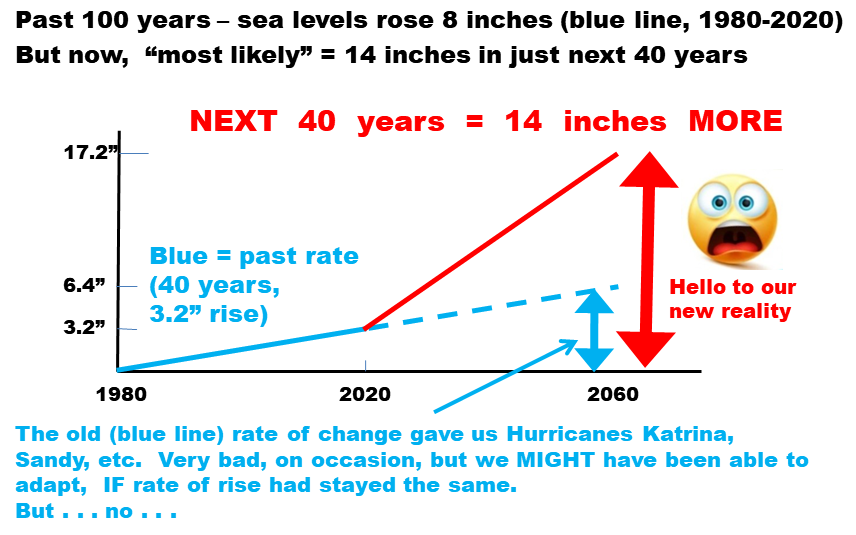 Past 100 years – sea levels rose 8 inches (blue line, 1980-2020)
But now, “most likely” = 14 inches in just next 40 years
NEXT 40 years = 14 inches MORE
17.2”
Blue = past rate
(40 years,
3.2” rise)
6.4”
3.2”
Hello to our
new reality
1980
2020
2060
The old (blue line) rate of change gave us Hurricanes Katrina,
Sandy, etc. Very bad, on occasion, but we MIGHT have been able to
adapt, IF rate of rise had stayed the same.
But . . . no . . .